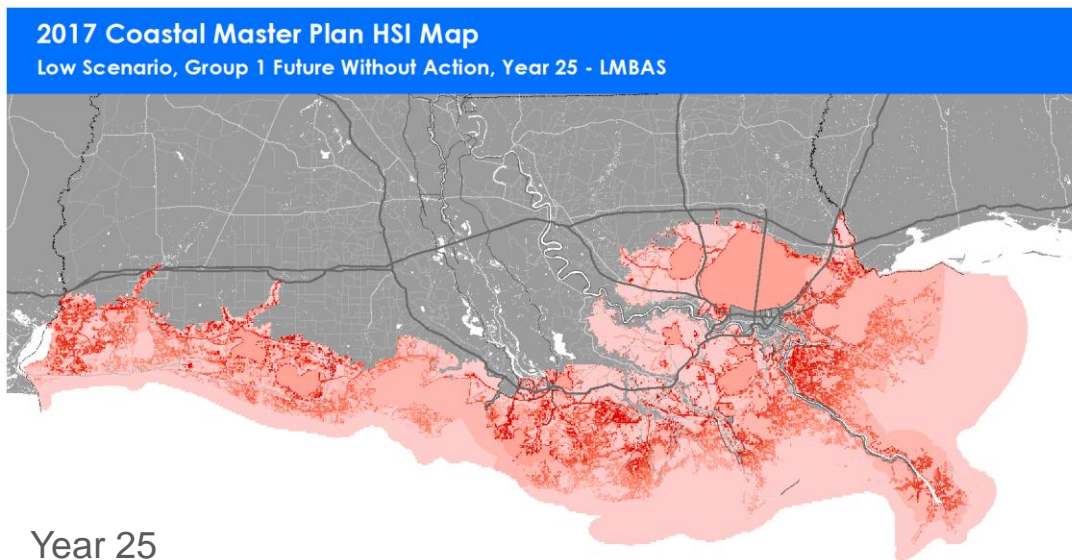 2017 Coastal Master Plan HSI Map
Low Scenario, Group 1 Future Without Action, Year 25 - LMBAS
Year 25